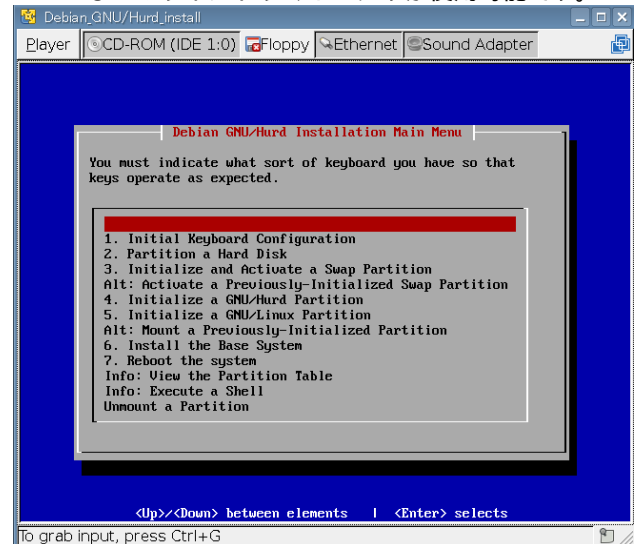 Debian_GNU/Hurd_install
Player CD-ROM (IDE 1:0) Floppy Ethernet Sound Adapter
Debian GNU/Hurd Installation Main Menu
You must indicate what sort of keyboard you have so that
keys operate as expected.
1. Initial Keyboard Configuration
2. Partition a Hard Disk
3. Initialize and Activate a Swap Partition
Alt: Activate a Previously-Initialized Swap Partition
4. Initialize a GNU/Hurd Partition
5. Initialize a GNU/Linux Partition
Alt: Mount a Previously-Initialized Partition
6. Install the Base System
7. Reboot the system
Info: View the Partition Table
Info: Execute a Shell
Unmount a Partition
<Up>/<Down> between elements | <Enter> selects
To grab input, press Ctrl+G